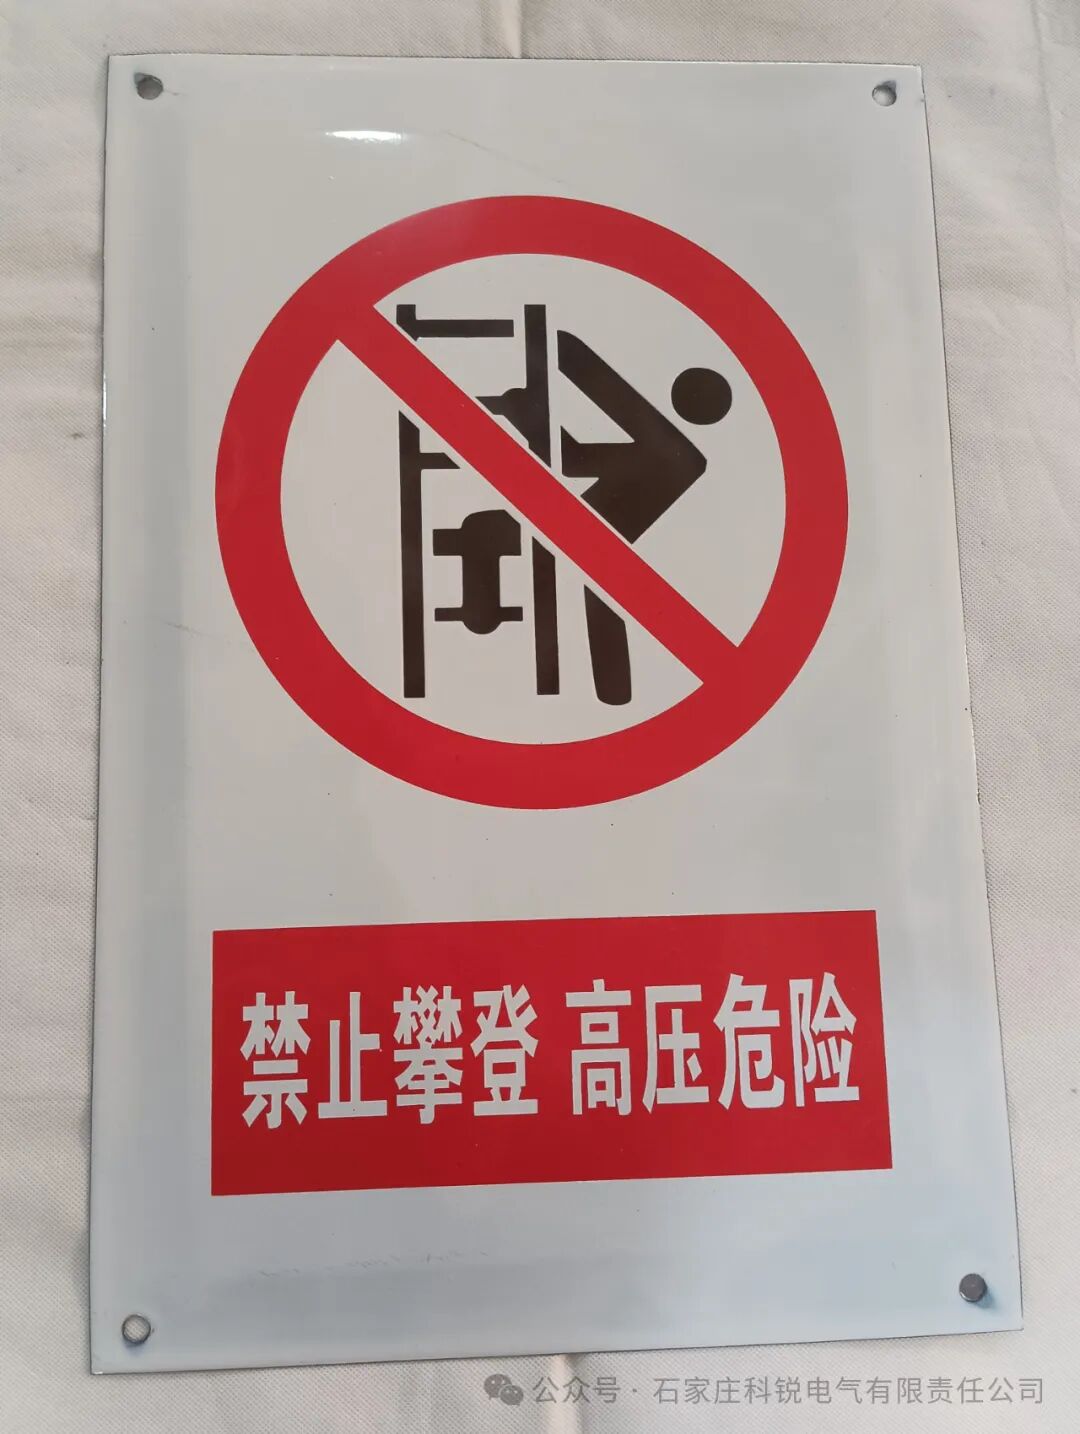 禁止攀登 高压危险
公众号·石家庄科锐电气有限责任公司